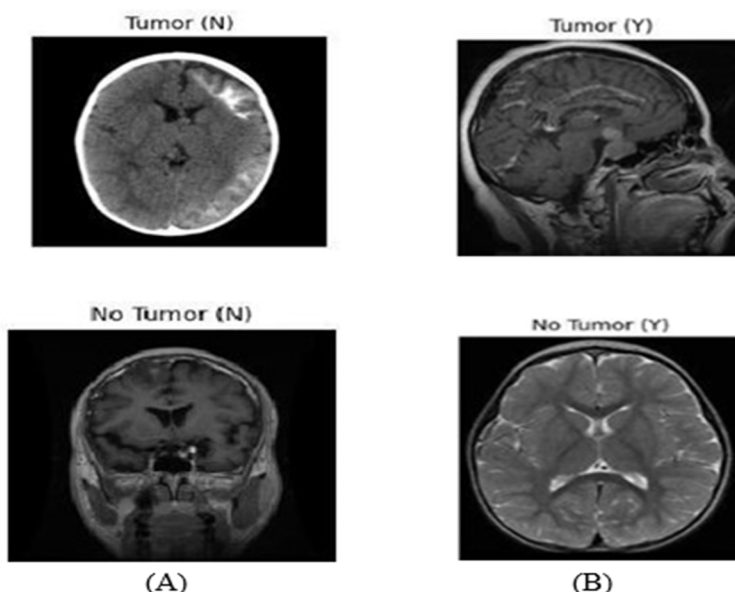 Tumor (N)
Tumor (Y)
No Tumor (N)
No Tumor (Y)
(A)
(B)